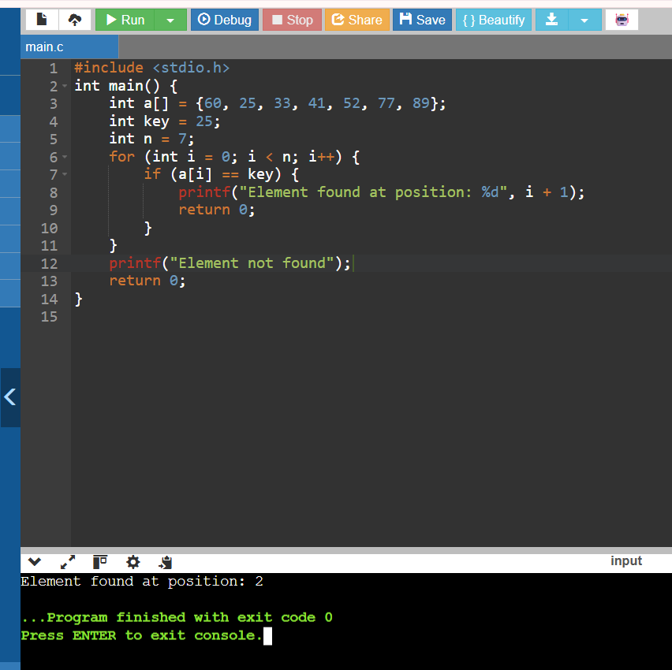 Run Debug Stop Share Save { } Beautify
main.c
1 #include <stdio.h>
2 int main() {
3     int a[] = {60, 25, 33, 41, 52, 77, 89};
4     int key = 25;
5     int n = 7;
6     for (int i = 0; i < n; i++) {
7         if (a[i] == key) {
8             printf("Element found at position: %d", i + 1);
9             return 0;
10         }
11     }
12     printf("Element not found");
13     return 0;
14 }
15
input
Element found at position: 2
...Program finished with exit code 0
Press ENTER to exit console.